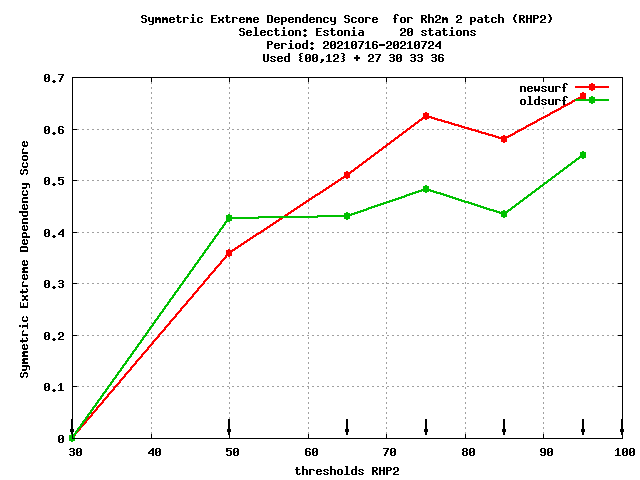 Symmetric Extreme Dependency Score  for Rh2m 2 patch (RHP2)
Selection: Estonia     20 stations
Period: 20210716-20210724
Used {00,12} + 27 30 33 36
newsurf
oldsurf
Symmetric Extreme Dependency Score
0.7
0.6
0.5
0.4
0.3
0.2
0.1
0
30 40 50 60 70 80 90 100
thresholds RHP2